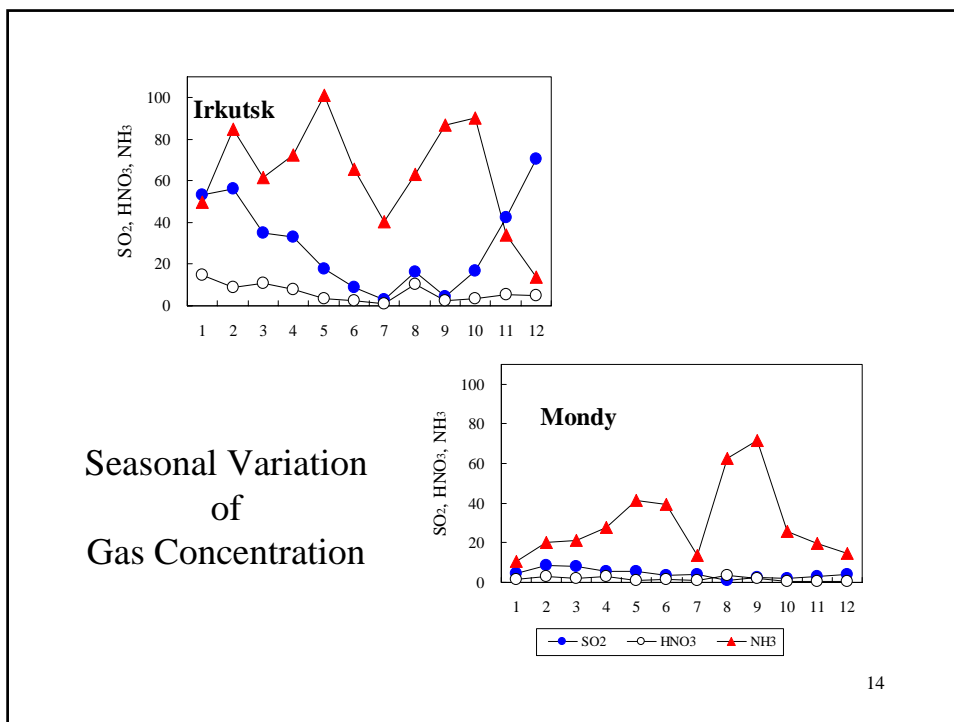 Irkutsk
SO2, HNO3, NH3
100
80
60
40
20
0
1 2 3 4 5 6 7 8 9 10 11 12
Mondy
SO2, HNO3, NH3
100
80
60
40
20
0
1 2 3 4 5 6 7 8 9 10 11 12
SO2 HNO3 NH3
Seasonal Variation
of
Gas Concentration
14